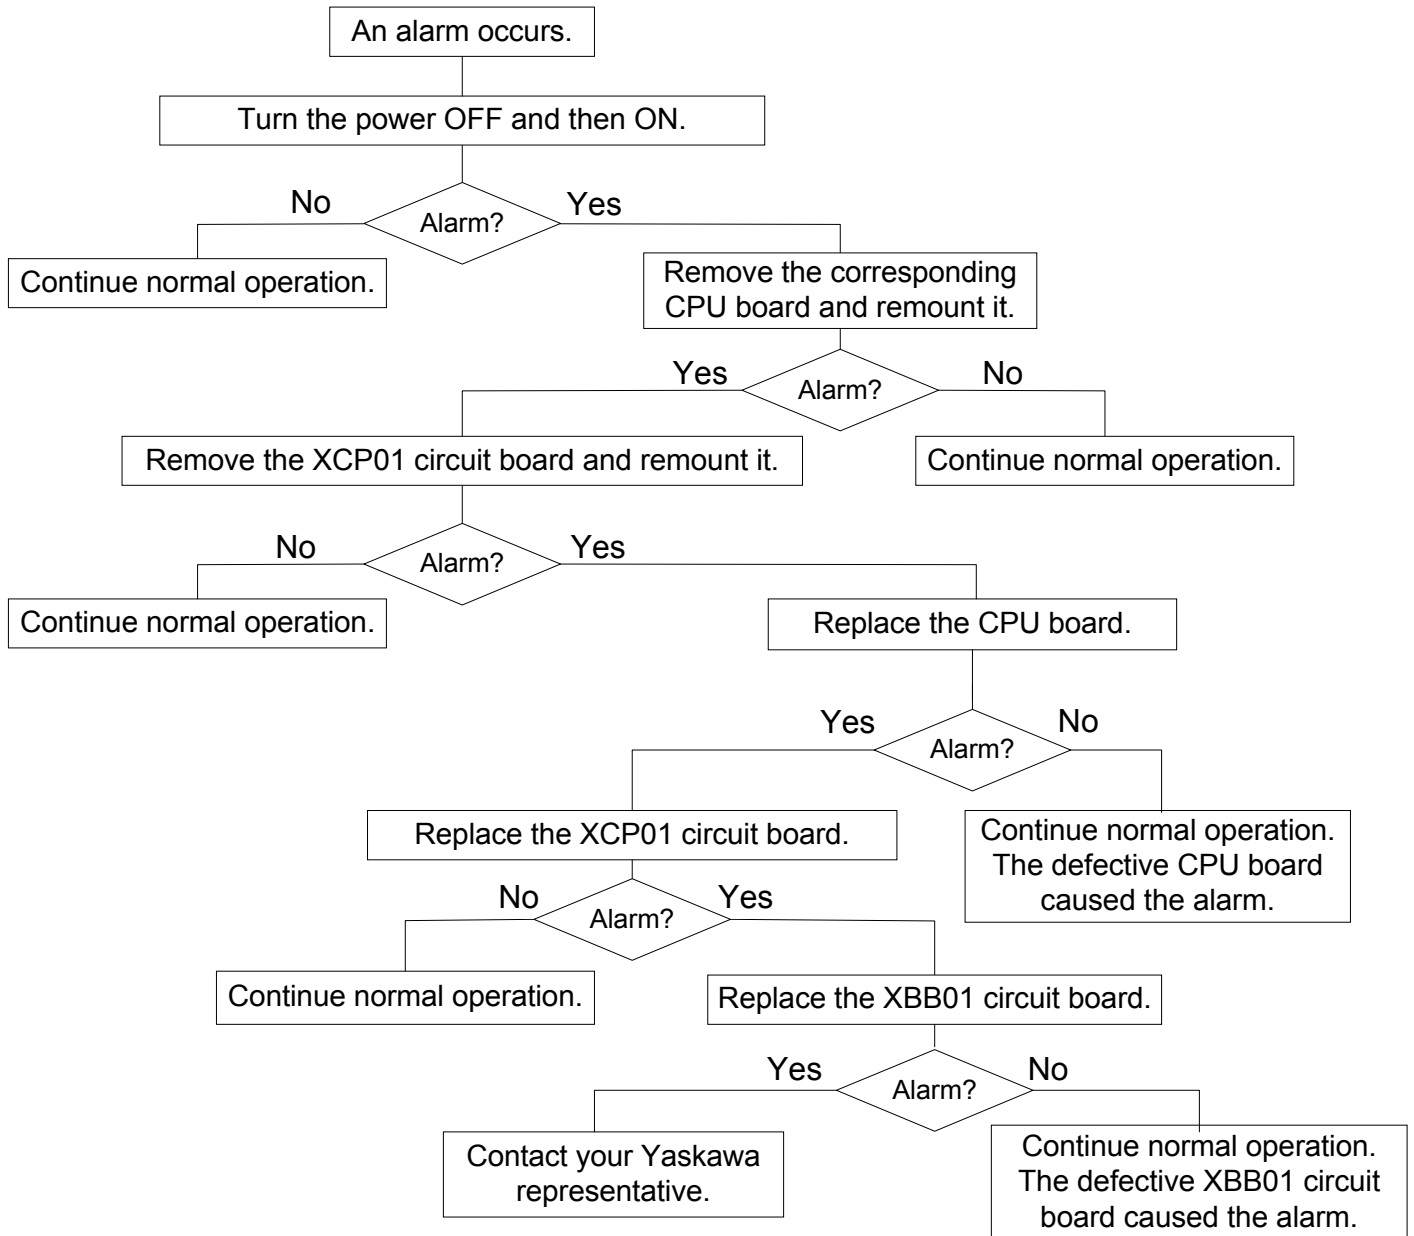 An alarm occurs.
Turn the power OFF and then ON.
No
Alarm?
Yes
Continue normal operation.
Remove the corresponding
CPU board and remount it.
Yes
Alarm?
No
Remove the XCP01 circuit board and remount it.
Continue normal operation.
No
Alarm?
Yes
Continue normal operation.
Replace the CPU board.
Yes
Alarm?
No
Replace the XCP01 circuit board.
Continue normal operation.
The defective CPU board
caused the alarm.
No
Alarm?
Yes
Continue normal operation.
Replace the XBB01 circuit board.
Yes
Alarm?
No
Contact your Yaskawa
representative.
Continue normal operation.
The defective XBB01 circuit
board caused the alarm.